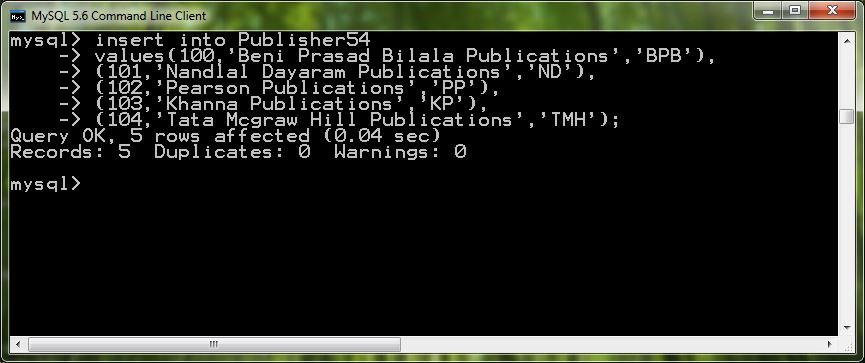 MySQL 5.6 Command Line Client
mysql> insert into Publisher54
    -> values(100,'Beni Prasad Bilala Publications','BPB'),
    -> (101,'Nandlal Dayaram Publications','ND'),
    -> (102,'Pearson Publications','PP'),
    -> (103,'Khanna Publications','KP'),
    -> (104,'Tata Mcgraw Hill Publications','TMH');
Query OK, 5 rows affected (0.04 sec)
Records: 5  Duplicates: 0  Warnings: 0
mysql>